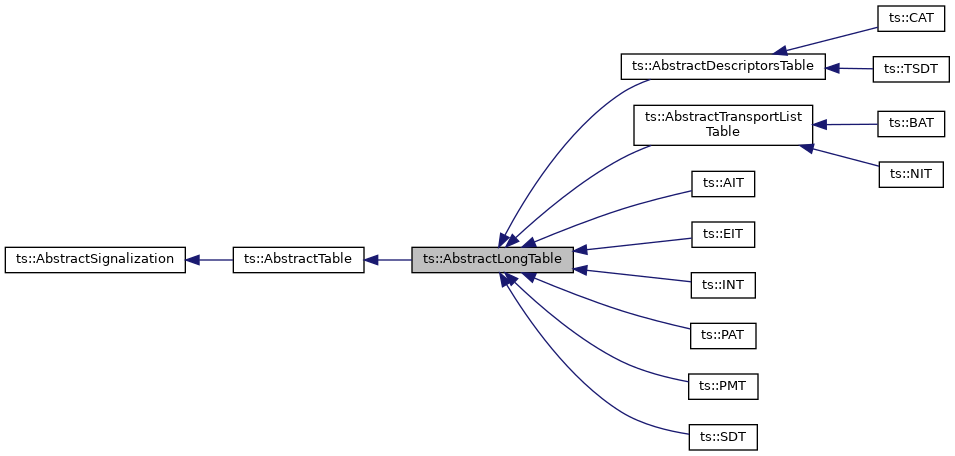 ts::CAT
ts::AbstractDescriptorsTable
ts::TSDT
ts::AbstractTransportList
Table
ts::BAT
ts::NIT
ts::AIT
ts::EIT
ts::AbstractSignalization
ts::AbstractTable
ts::AbstractLongTable
ts::INT
ts::PAT
ts::PMT
ts::SDT